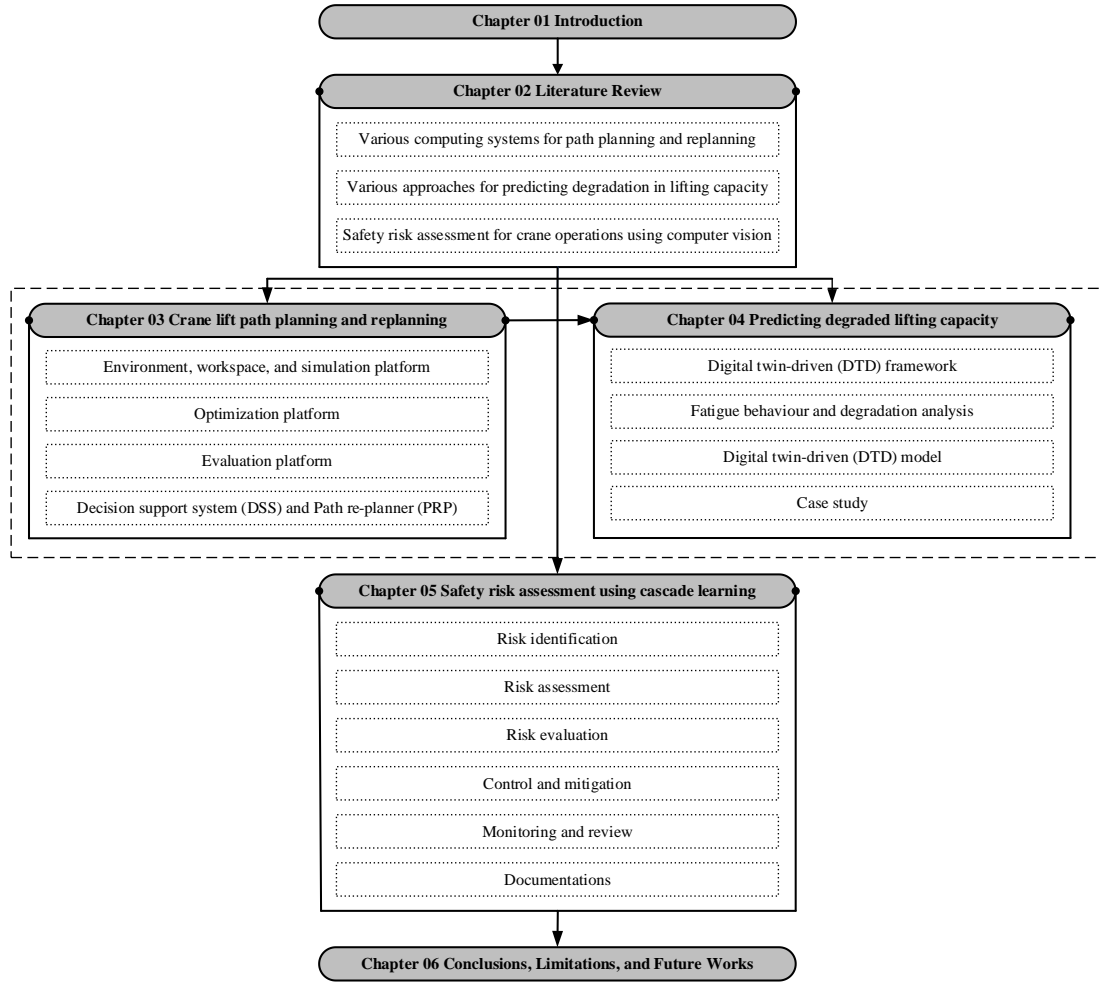 Chapter 01 Introduction
Chapter 02 Literature Review
Various computing systems for path planning and replanning
Various approaches for predicting degradation in lifting capacity
Safety risk assessment for crane operations using computer vision
Chapter 03 Crane lift path planning and replanning
Environment, workspace, and simulation platform
Optimization platform
Evaluation platform
Decision support system (DSS) and Path re-planner (PRP)
Chapter 04 Predicting degraded lifting capacity
Digital twin-driven (DTD) framework
Fatigue behaviour and degradation analysis
Digital twin-driven (DTD) model
Case study
Chapter 05 Safety risk assessment using cascade learning
Risk identification
Risk assessment
Risk evaluation
Control and mitigation
Monitoring and review
Documentations
Chapter 06 Conclusions, Limitations, and Future Works